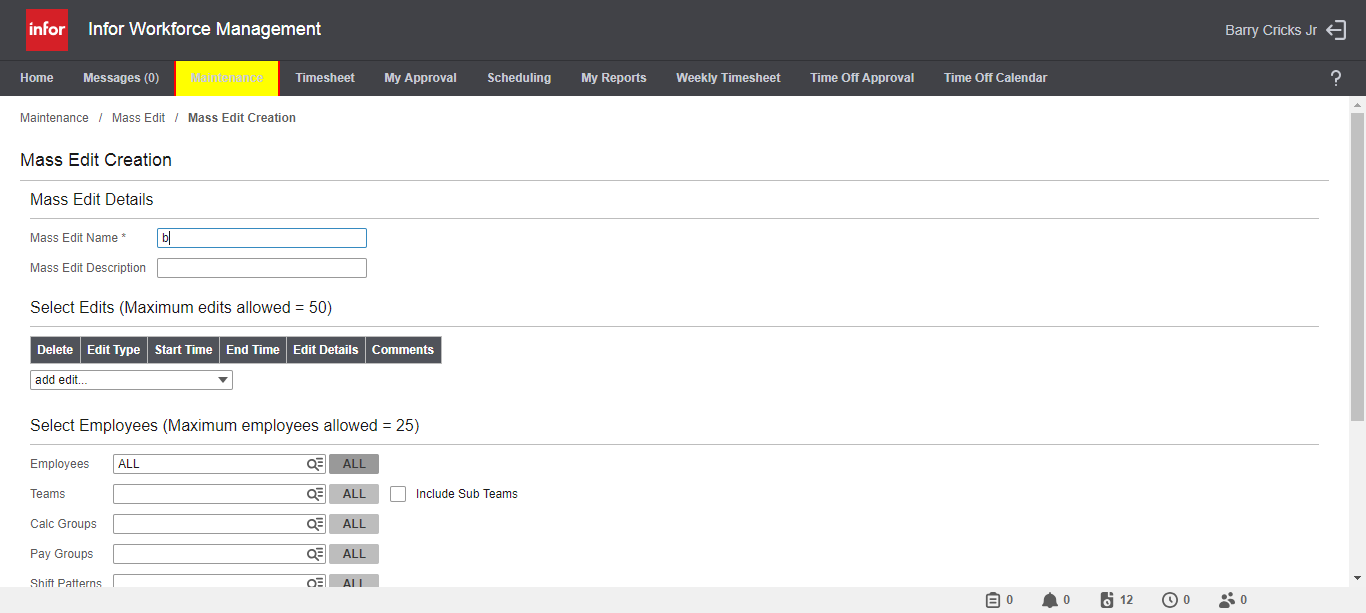 infor Infor Workforce Management Barry Cricks Jr
Home Messages (0) Maintenance Timesheet My Approval Scheduling My Reports Weekly Timesheet Time Off Approval Time Off Calendar ?
Maintenance / Mass Edit / Mass Edit Creation
Mass Edit Creation
Mass Edit Details
Mass Edit Name * b
Mass Edit Description
Select Edits (Maximum edits allowed = 50)
Delete Edit Type Start Time End Time Edit Details Comments
add edit...
Select Employees (Maximum employees allowed = 25)
Employees ALL ALL
Teams ALL Include Sub Teams
Calc Groups ALL
Pay Groups ALL
Shift Patterns ALL
0 0 12 0 0